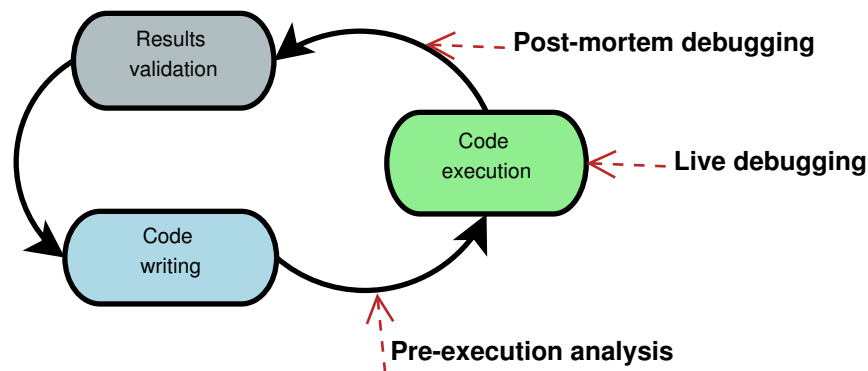 Results
validation
Post-mortem debugging
Code
execution
Live debugging
Code
writing
Pre-execution analysis